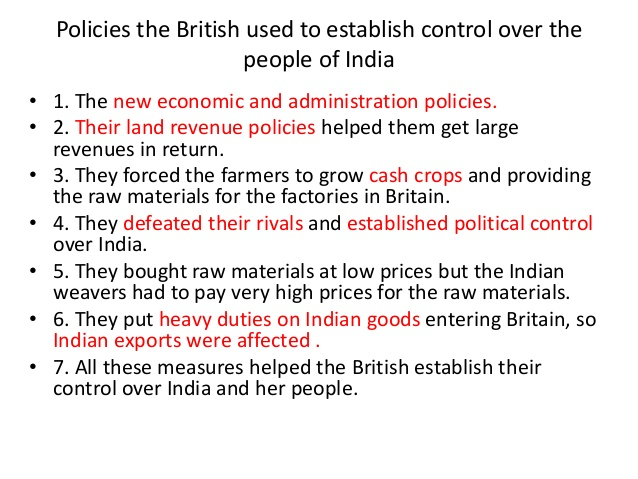 Policies the British used to establish control over the
people of India
• 1. The new economic and administration policies.
• 2. Their land revenue policies helped them get large
revenues in return.
• 3. They forced the farmers to grow cash crops and providing
the raw materials for the factories in Britain.
• 4. They defeated their rivals and established political control
over India.
• 5. They bought raw materials at low prices but the Indian
weavers had to pay very high prices for the raw materials.
• 6. They put heavy duties on Indian goods entering Britain, so
Indian exports were affected .
• 7. All these measures helped the British establish their
control over India and her people.